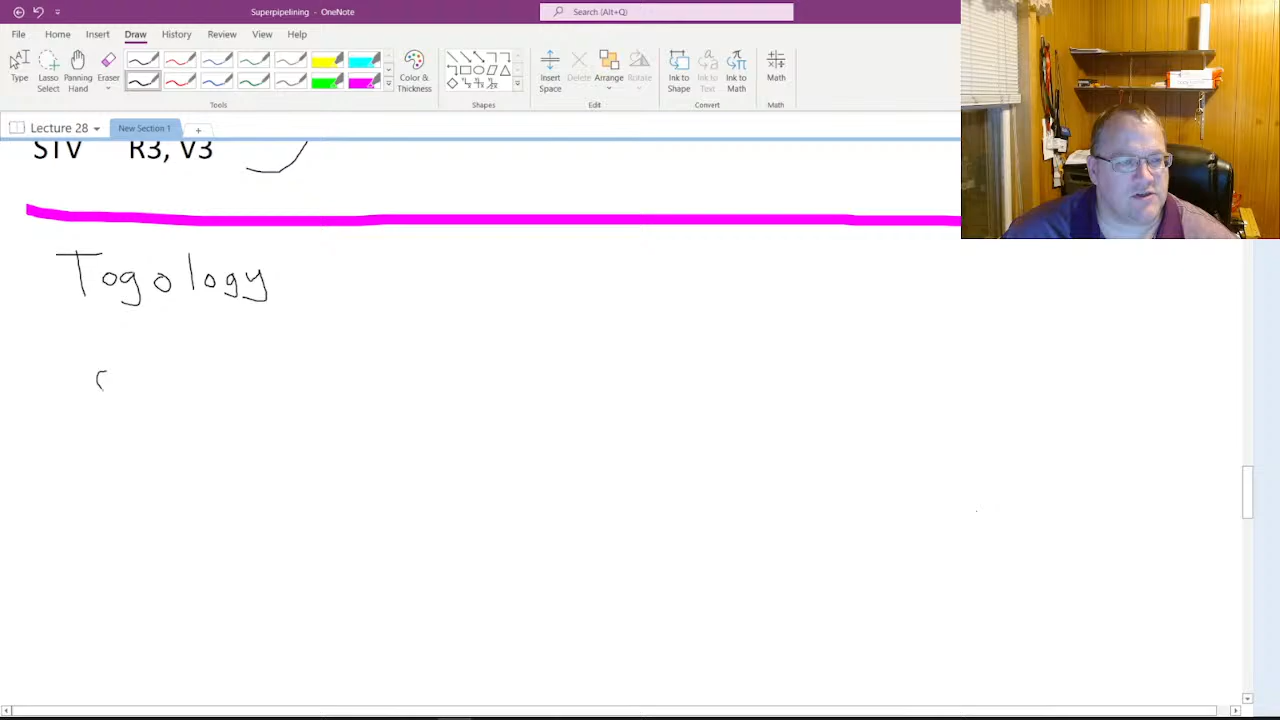 Superpipelining - OneNote
Search (Alt+Q)
File Home Insert Draw History Review View Help
Type Lasso Select Panning Hand Eraser Color & Thickness Insert Space Delete Arrange Rotate Ink to Shape Ink to Text Ink to Math Math
Tools Shapes Edit Convert Math
Lecture 28 New Section 1 +
STV R3, V3
Togology